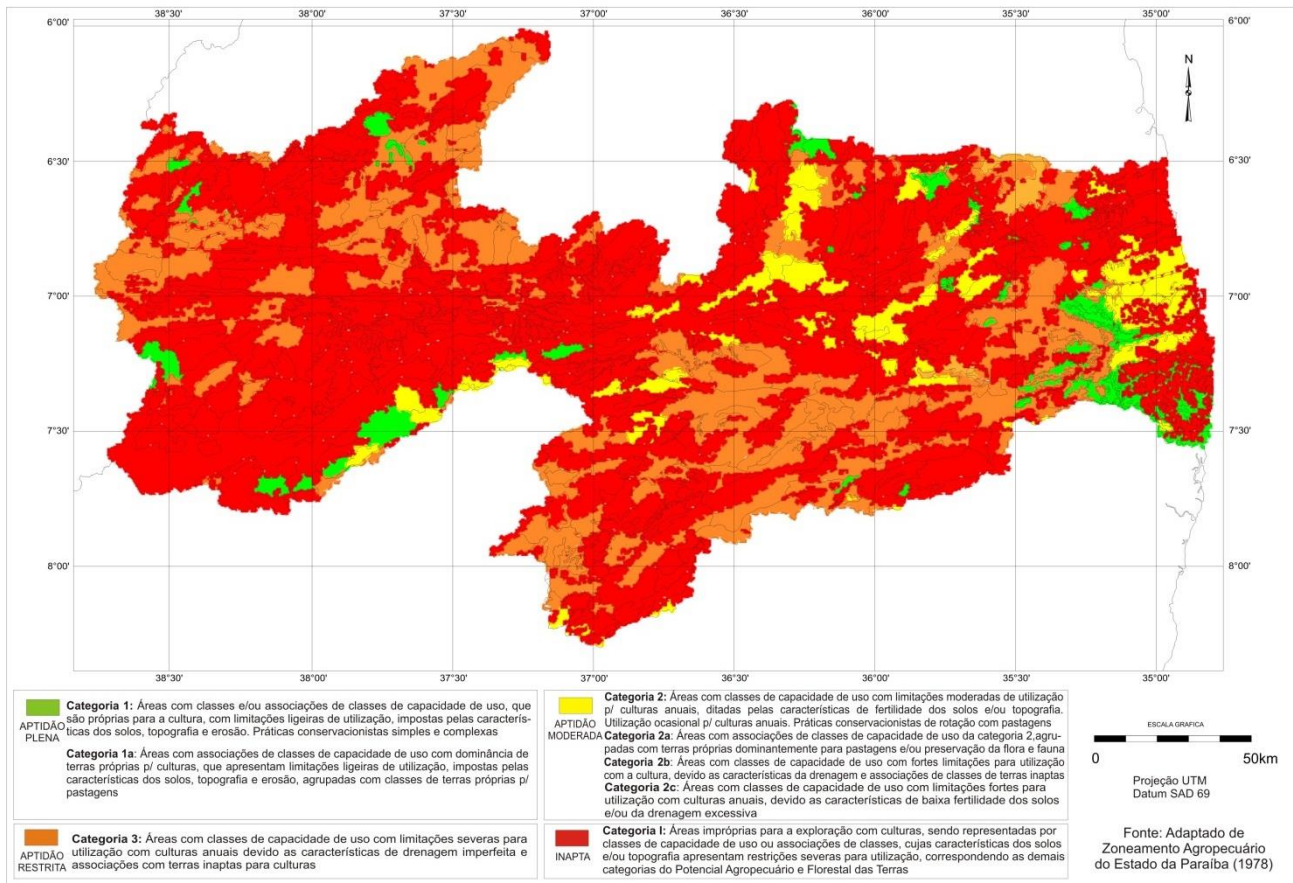 38°30' 38°00' 37°30' 37°00' 36°30' 36°00' 35°30' 35°00'
6°00' 6°00'
N
6°30' 6°30'
7°00' 7°00'
7°30' 7°30'
8°00' 8°00'
38°30' 38°00' 37°30' 37°00' 36°30' 36°00' 35°30' 35°00'
APTIDÃO
PLENA
Categoria 1: Áreas com classes e/ou associações de classes de capacidade de uso, que
são próprias para a cultura, com limitações ligeiras de utilização, impostas pelas caracterís-
ticas dos solos, topografia e erosão. Práticas conservacionistas simples e complexas
Categoria 1a: Áreas com associações de classes de capacidade de uso com dominância de
terras próprias p/ culturas, que apresentam limitações ligeiras de utilização, impostas pelas
características dos solos, topografia e erosão, agrupadas com classes de terras próprias p/
pastagens
APTIDÃO
MODERADA
Categoria 2: Áreas com classes de capacidade de uso com limitações moderadas de utilização
p/ culturas anuais, ditadas pelas características de fertilidade dos solos e/ou topografia.
Utilização ocasional p/ culturas anuais. Práticas conservacionistas de rotação com pastagens
Categoria 2a: Áreas com associações de classes de capacidade de uso da categoria 2,agru-
padas com terras próprias dominantemente para pastagens e/ou preservação da flora e fauna
Categoria 2b: Áreas com classes de capacidade de uso com fortes limitações para utilização
com a cultura, devido as características da drenagem e associações de classes de terras inaptas
Categoria 2c: Áreas com classes de capacidade de uso com limitações fortes para
utilização com culturas anuais, devido as características de baixa fertilidade dos solos
e/ou da drenagem excessiva
APTIDÃO
RESTRITA
Categoria 3: Áreas com classes de capacidade de uso com limitações severas para
utilização com culturas anuais devido as características de drenagem imperfeita e
associações com terras inaptas para culturas
INAPTA
Categoria I: Áreas impróprias para a exploração com culturas, sendo representadas por
classes de capacidade de uso ou associações de classes, cujas características dos solos
e/ou topografia apresentam restrições severas para utilização, correspondendo as demais
categorias do Potencial Agropecuário e Florestal das Terras
ESCALA GRAFICA
0 50km
Projeção UTM
Datum SAD 69
Fonte: Adaptado de
Zoneamento Agropecuário
do Estado da Paraíba (1978)